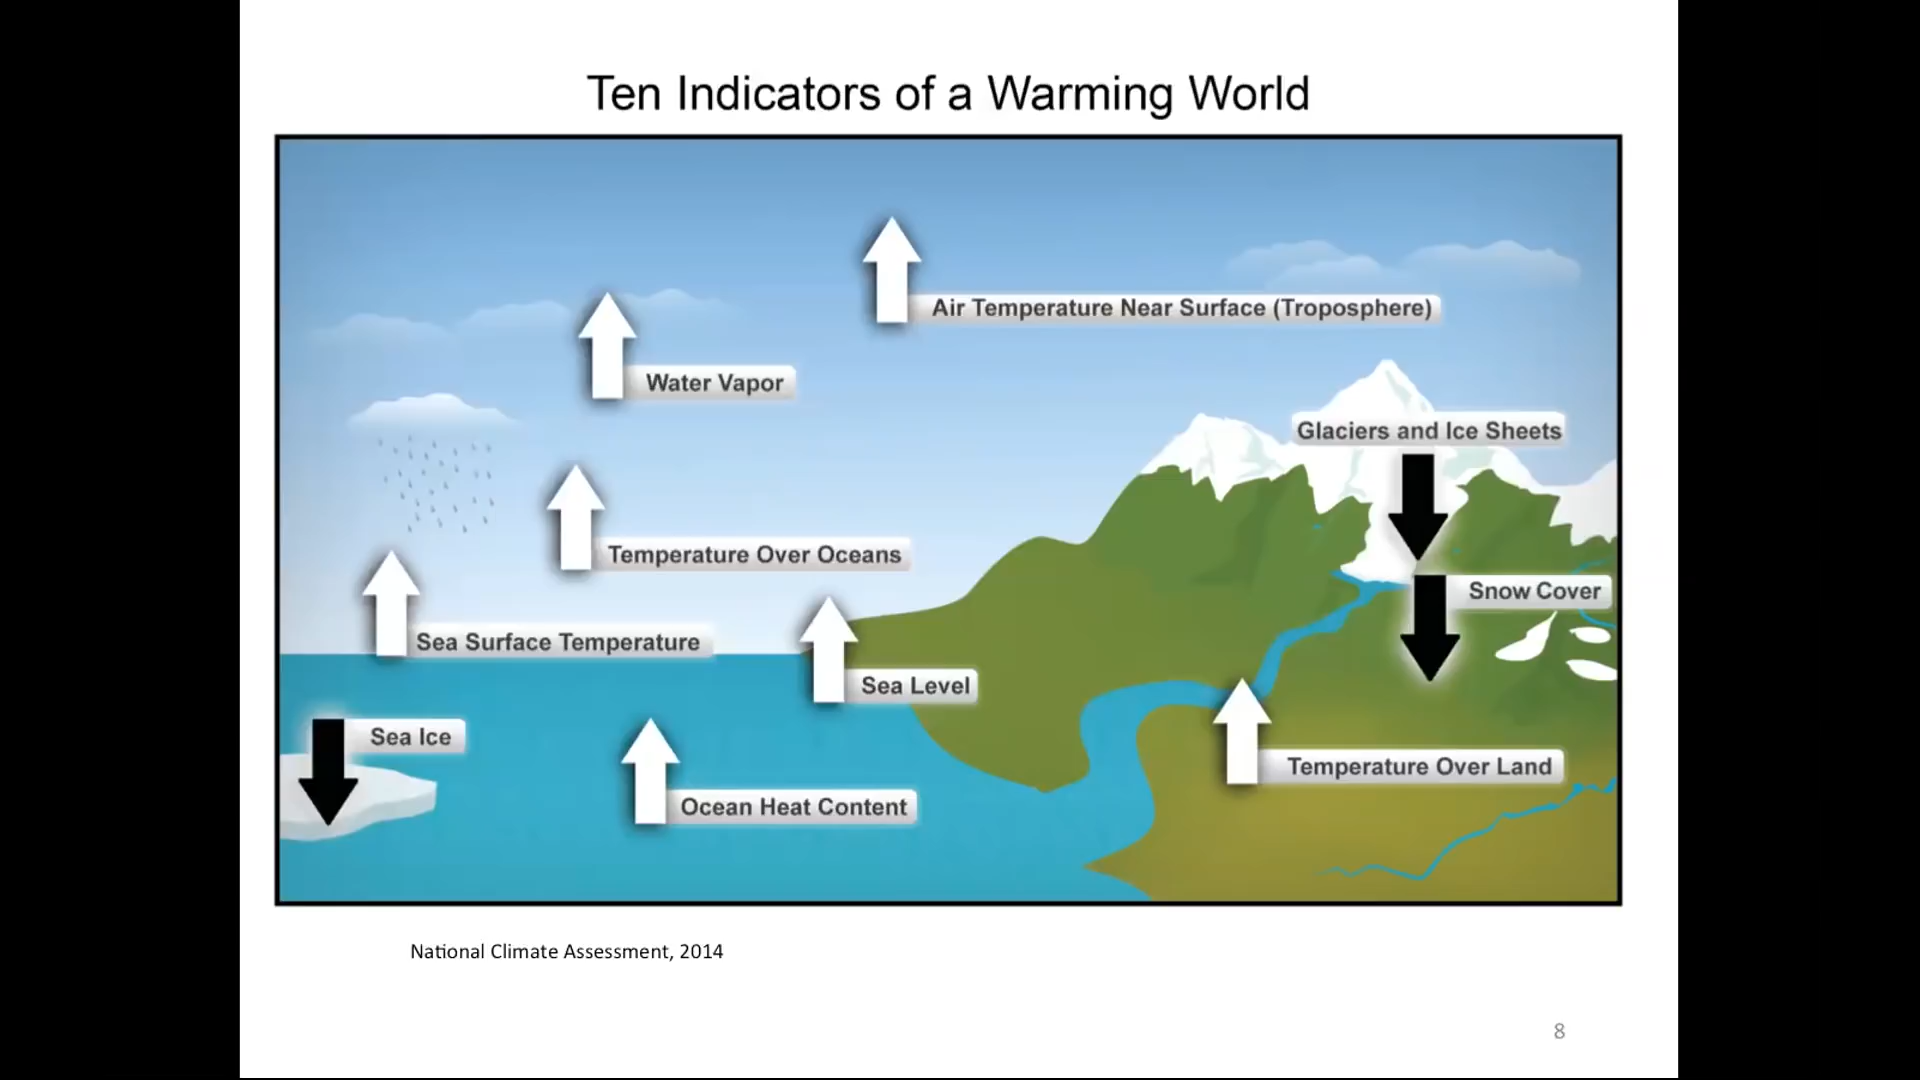 Ten Indicators of a Warming World
Air Temperature Near Surface (Troposphere)
Water Vapor
Glaciers and Ice Sheets
Temperature Over Oceans
Snow Cover
Sea Surface Temperature
Sea Level
Sea Ice
Temperature Over Land
Ocean Heat Content
National Climate Assessment, 2014
8